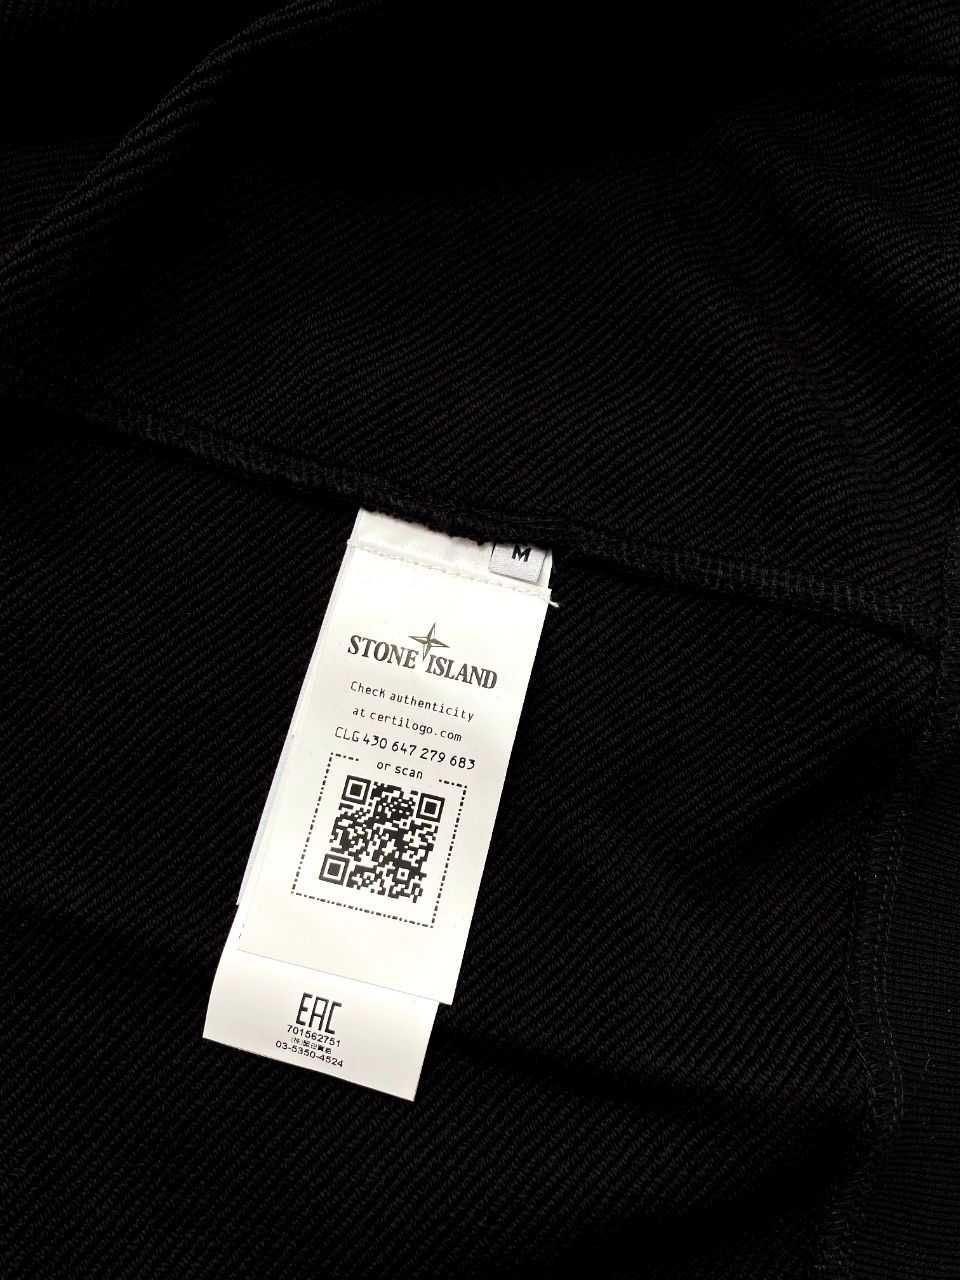 M
STONE ISLAND
Check authenticity
at certilogo.com
CLG 430 647 279 683
or scan
EAC
701562751
03-5350-4524